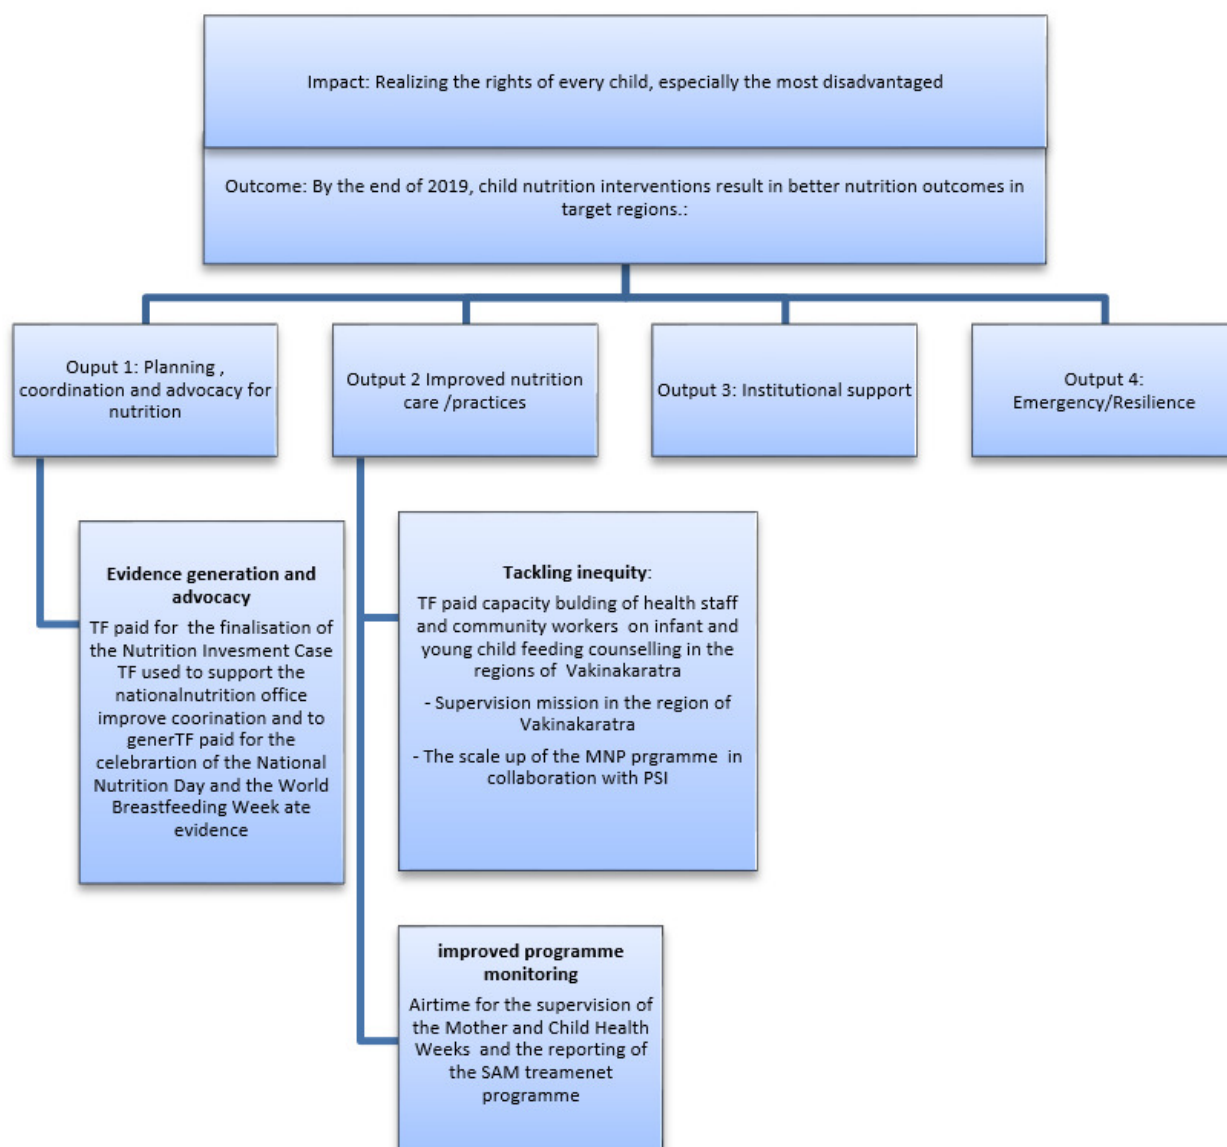 Impact: Realizing the rights of every child, especially the most disadvantaged
Outcome: By the end of 2019, child nutrition interventions result in better nutrition outcomes in
target regions.:
Ouput 1: Planning ,
coordination and advocacy for
nutrition
Output 2 Improved nutrition
care /practices
Output 3: Institutional support
Output 4:
Emergency/Resilience
Evidence generation and
advocacy
TF paid for the finalisation of
the Nutrition Invesment Case
TF used to support the
nationalnutrition office
improve coorination and to
generTF paid for the
celebrartion of the National
Nutrition Day and the World
Breastfeeding Week ate
evidence
Tackling inequity:
TF paid capacity bulding of health staff
and community workers on infant and
young child feeding counselling in the
regions of Vakinakaratra
- Supervision mission in the region of
Vakinakaratra
- The scale up of the MNP prgramme in
collaboration with PSI
improved programme
monitoring
Airtime for the supervision of
the Mother and Child Health
Weeks and the reporting of
the SAM treamenet
programme